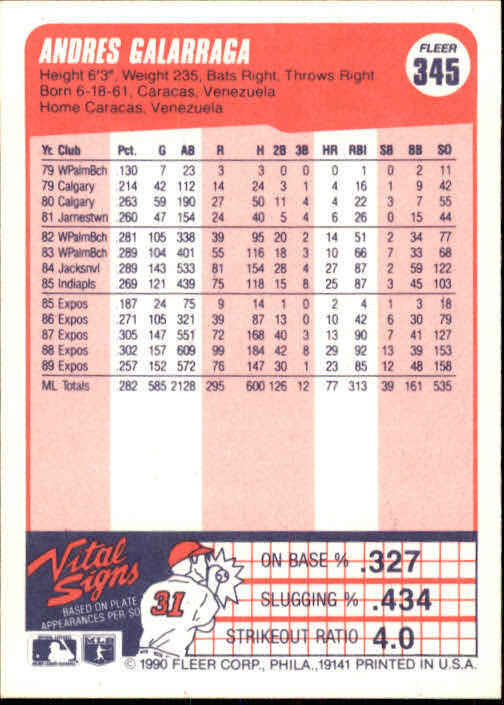 ANDRES GALARRAGA
FLEER
345
Height 6'3", Weight 235, Bats Right, Throws Right
Born 6-18-61, Caracas, Venezuela
Home Caracas, Venezuela
Yr. Club Pct. G AB R H 2B 3B HR RBI SB BB SO
79 WPalmBch .130 7 23 3 3 0 0 0 1 0 2 11
79 Calgary .214 42 112 14 24 3 1 4 16 1 9 42
80 Calgary .263 59 190 27 50 11 4 4 22 3 7 55
81 Jamestwn .260 47 154 24 40 5 4 6 26 0 15 44
82 WPalmBch .281 105 338 39 95 20 2 14 51 2 34 77
83 WPalmBch .289 104 401 55 116 18 3 10 66 7 33 68
84 Jacksnvl .289 143 533 81 154 28 4 27 87 2 59 122
85 Indiapls .269 121 439 75 118 15 8 25 87 3 45 103
85 Expos .187 24 75 9 14 1 0 2 4 1 3 18
86 Expos .271 105 321 39 87 13 0 10 42 6 30 79
87 Expos .305 147 551 72 168 40 3 13 90 7 41 127
88 Expos .302 157 609 99 184 42 8 29 92 13 39 153
89 Expos .257 152 572 76 147 30 1 23 85 12 48 158
ML Totals .282 585 2128 295 600 126 12 77 313 39 161 535
Vital
Signs
BASED ON PLATE
APPEARANCES PER SO
31
ON BASE % .327
SLUGGING % .434
STRIKEOUT RATIO 4.0
© 1990 FLEER CORP., PHILA.,19141 PRINTED IN U.S.A.